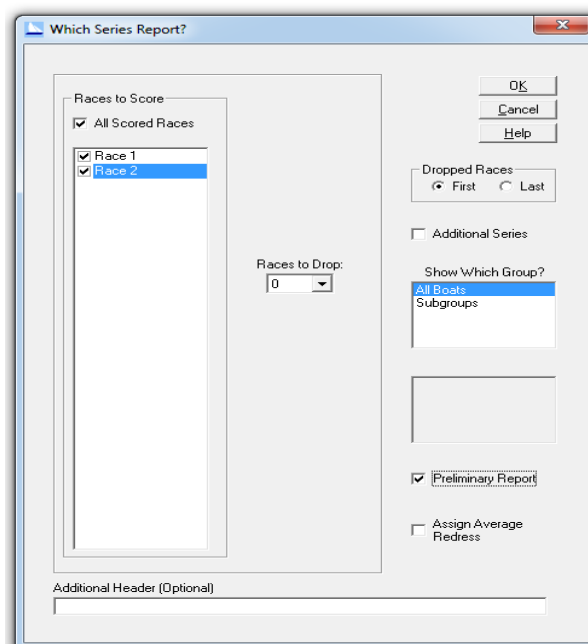 Which Series Report?
Races to Score
All Scored Races
Race 1
Race 2
Races to Drop:
0
OK
Cancel
Help
Dropped Races
First Last
Additional Series
Show Which Group?
All Boats
Subgroups
Preliminary Report
Assign Average
Redress
Additional Header (Optional)